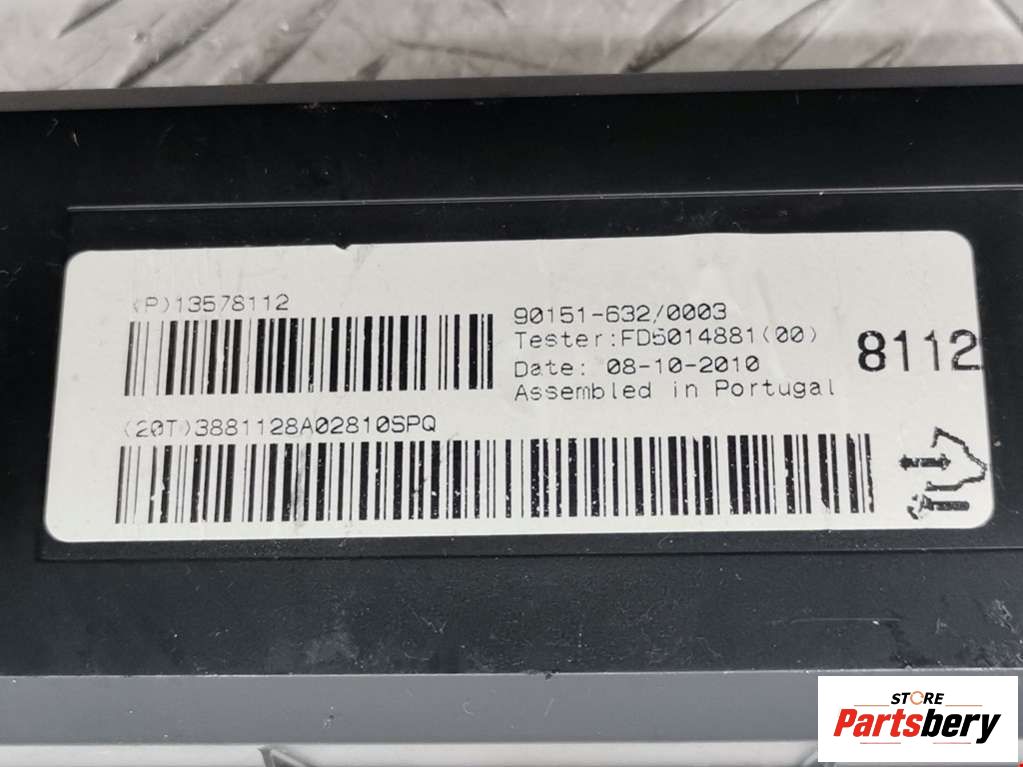 (P)13578112
90151-632/0003
Tester:FD5014881(00)
Date: 08-10-2010
Assembled in Portugal
8112
(20T)3881128A02810SPQ
STORE
Partsbery